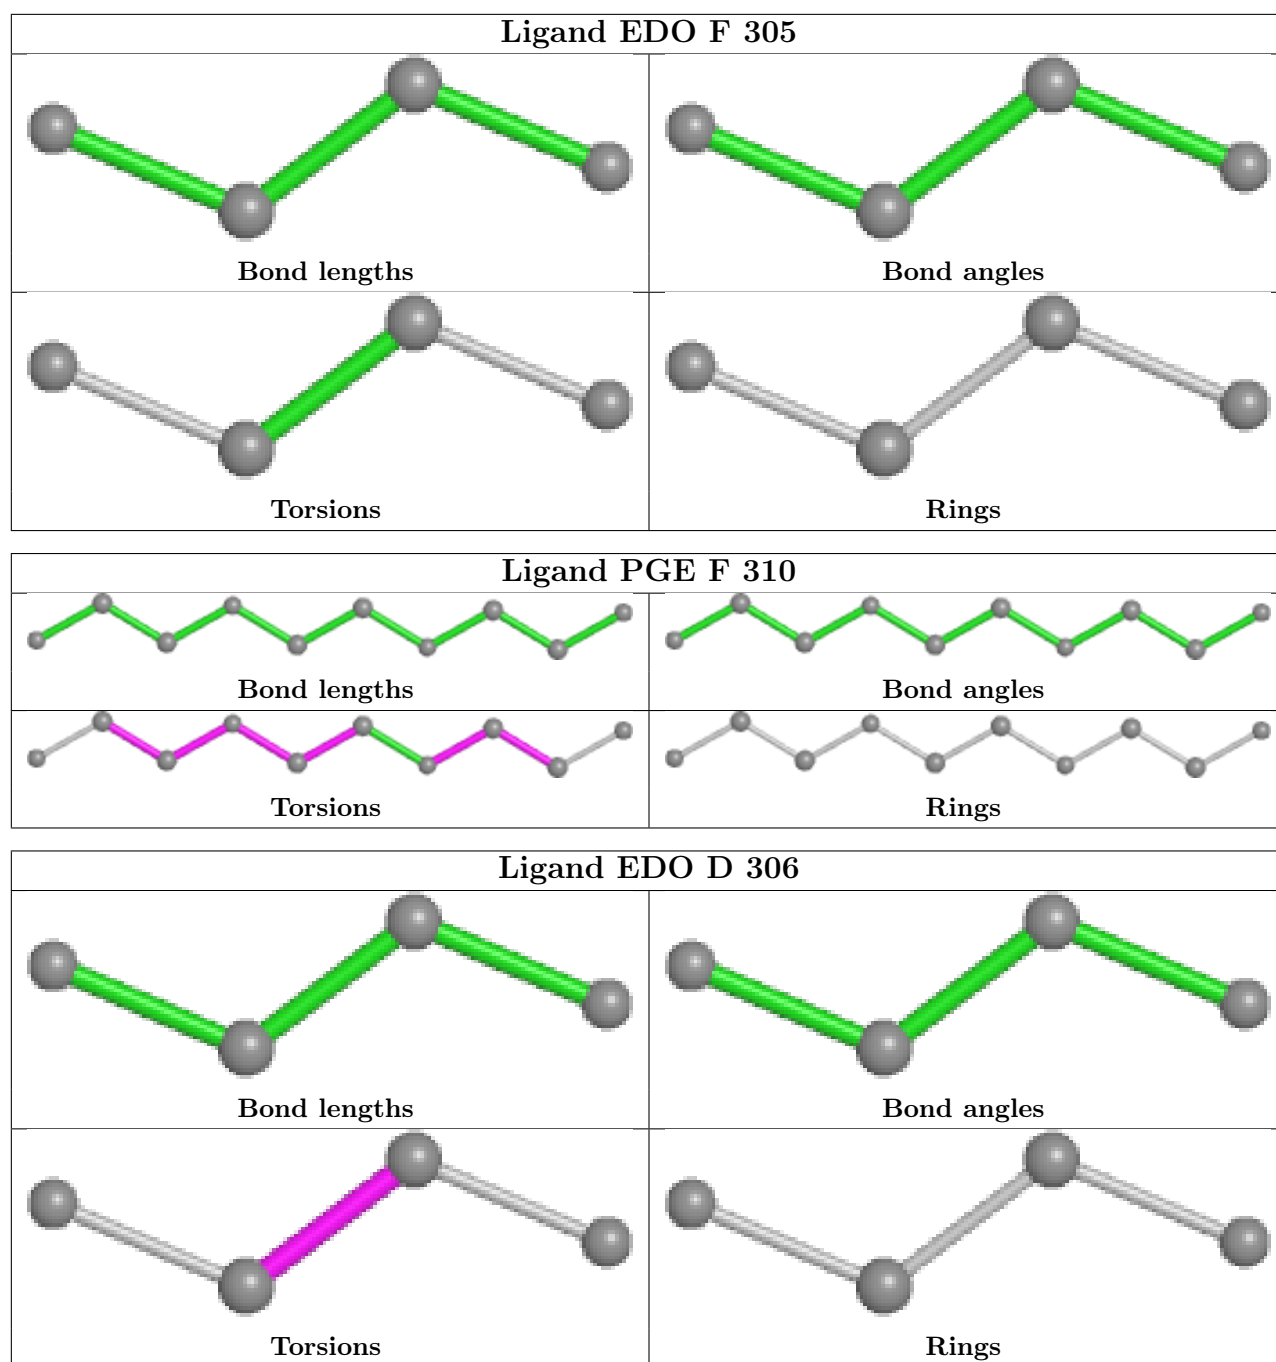 Ligand EDO F 305
Bond lengths Bond angles
Torsions Rings
Ligand PGE F 310
Bond lengths Bond angles
Torsions Rings
Ligand EDO D 306
Bond lengths Bond angles
Torsions Rings